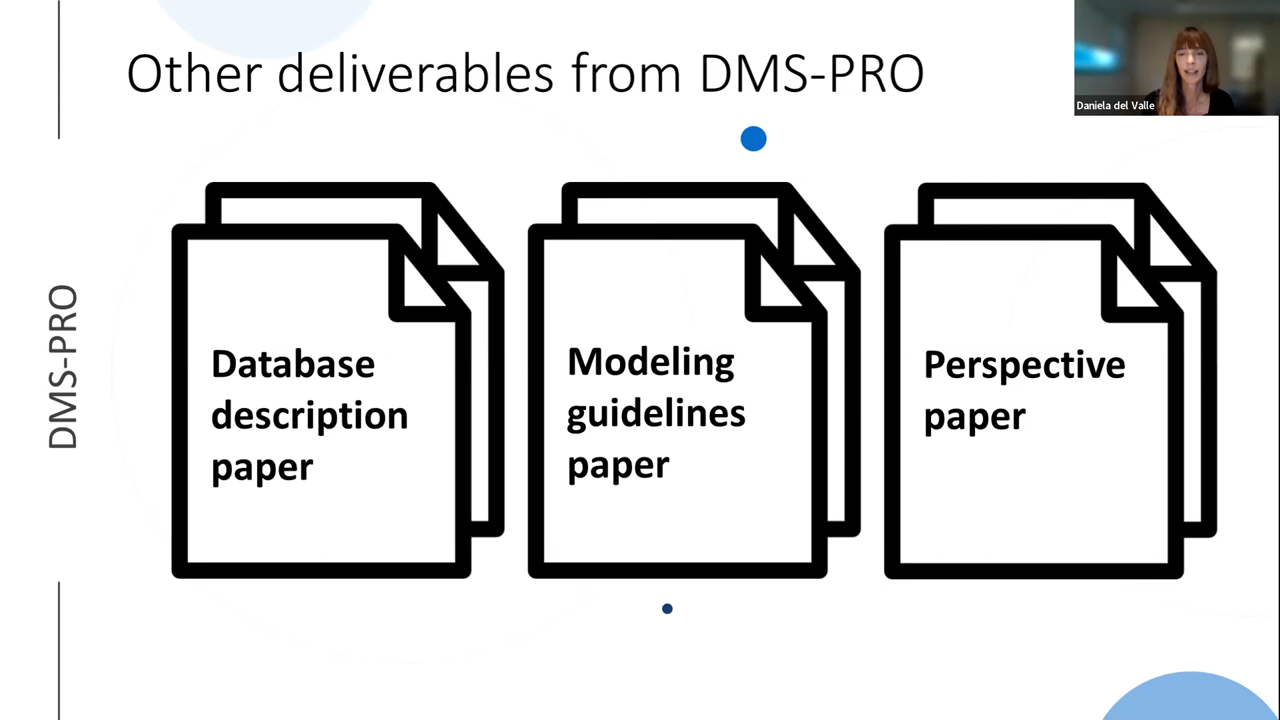 Other deliverables from DMS-PRO
Daniela del Valle
DMS-PRO
Database
description
paper
Modeling
guidelines
paper
Perspective
paper